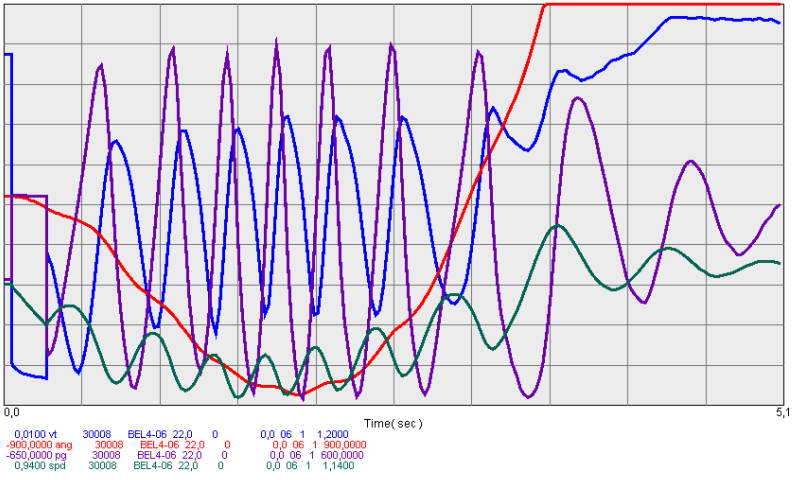 0,0 5,1
Time( sec )
0,0100 vt 30008 BEL4-06 22,0 0 0,0 06 1 1,2000
-900,0000 ang 30008 BEL4-06 22,0 0 0,0 06 1 900,0000
-650,0000 pg 30008 BEL4-06 22,0 0 0,0 06 1 600,0000
0,9400 spd 30008 BEL4-06 22,0 0 0,0 06 1 1,1400